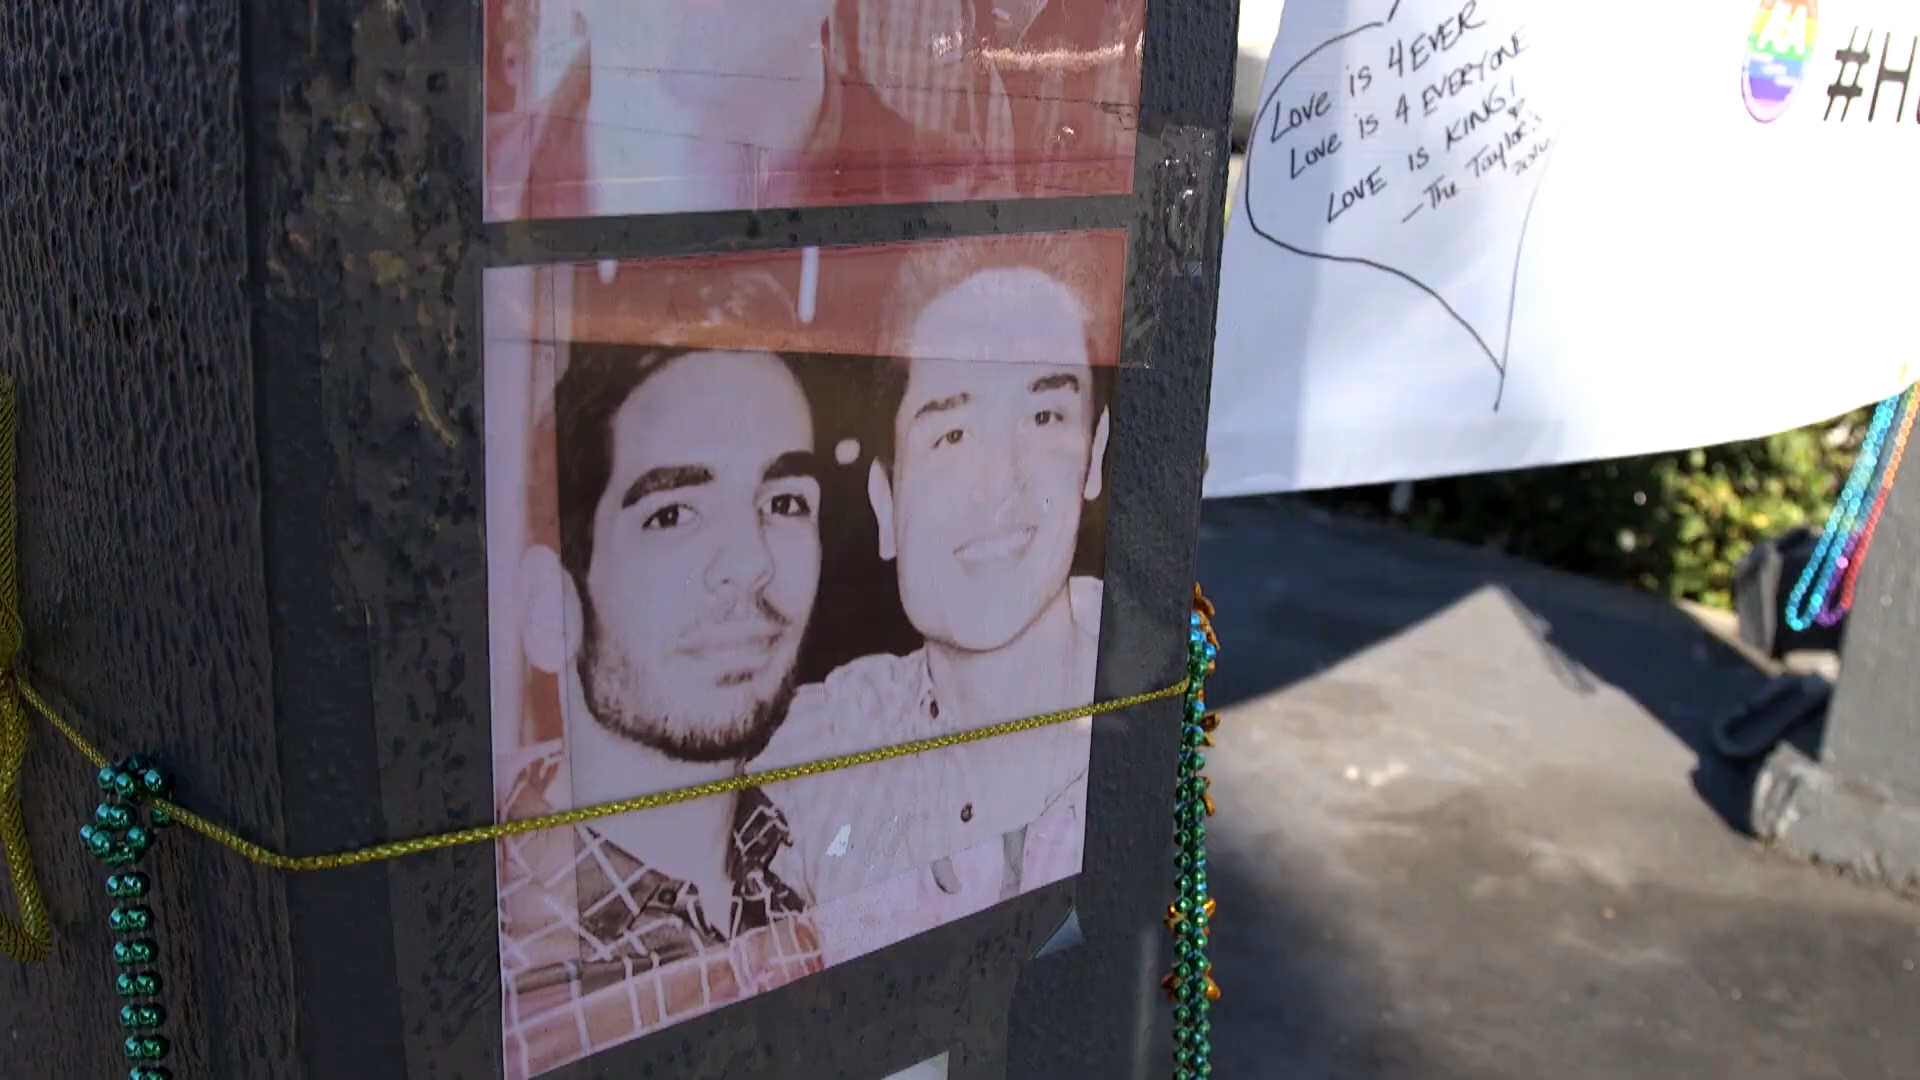 Love is 4EVER
Love is 4 EVERYONE
LOVE IS KING!
—The Taylor's
#H